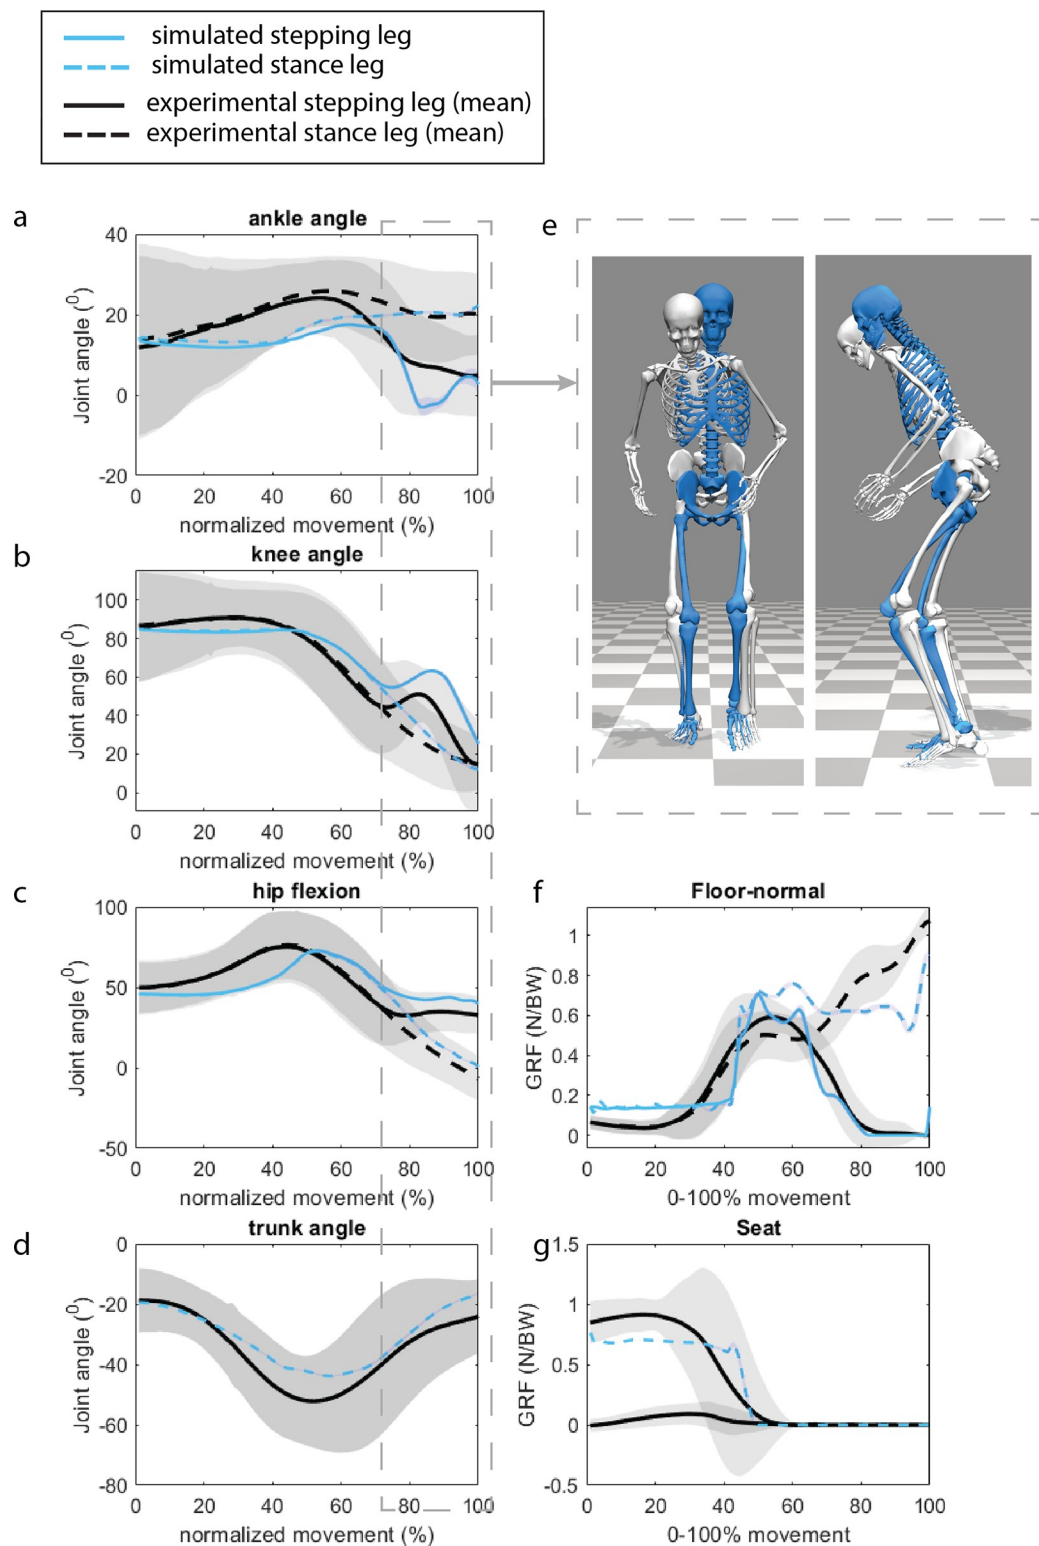 simulated stepping leg
simulated stance leg
experimental stepping leg (mean)
experimental stance leg (mean)
a
ankle angle
40
20
0
-20
Joint angle (⁰)
0 20 40 60 80 100
normalized movement (%)
e
b
knee angle
100
80
60
40
20
0
Joint angle (⁰)
0 20 40 60 80 100
normalized movement (%)
c
hip flexion
100
50
0
-50
Joint angle (⁰)
0 20 40 60 80 100
normalized movement (%)
f
Floor-normal
1
0.8
0.6
0.4
0.2
0
GRF (N/BW)
0 20 40 60 80 100
0-100% movement
d
trunk angle
0
-20
-40
-60
-80
Joint angle (⁰)
0 20 40 60 80 100
normalized movement (%)
g
Seat
1.5
1
0.5
0
-0.5
GRF (N/BW)
0 20 40 60 80 100
0-100% movement